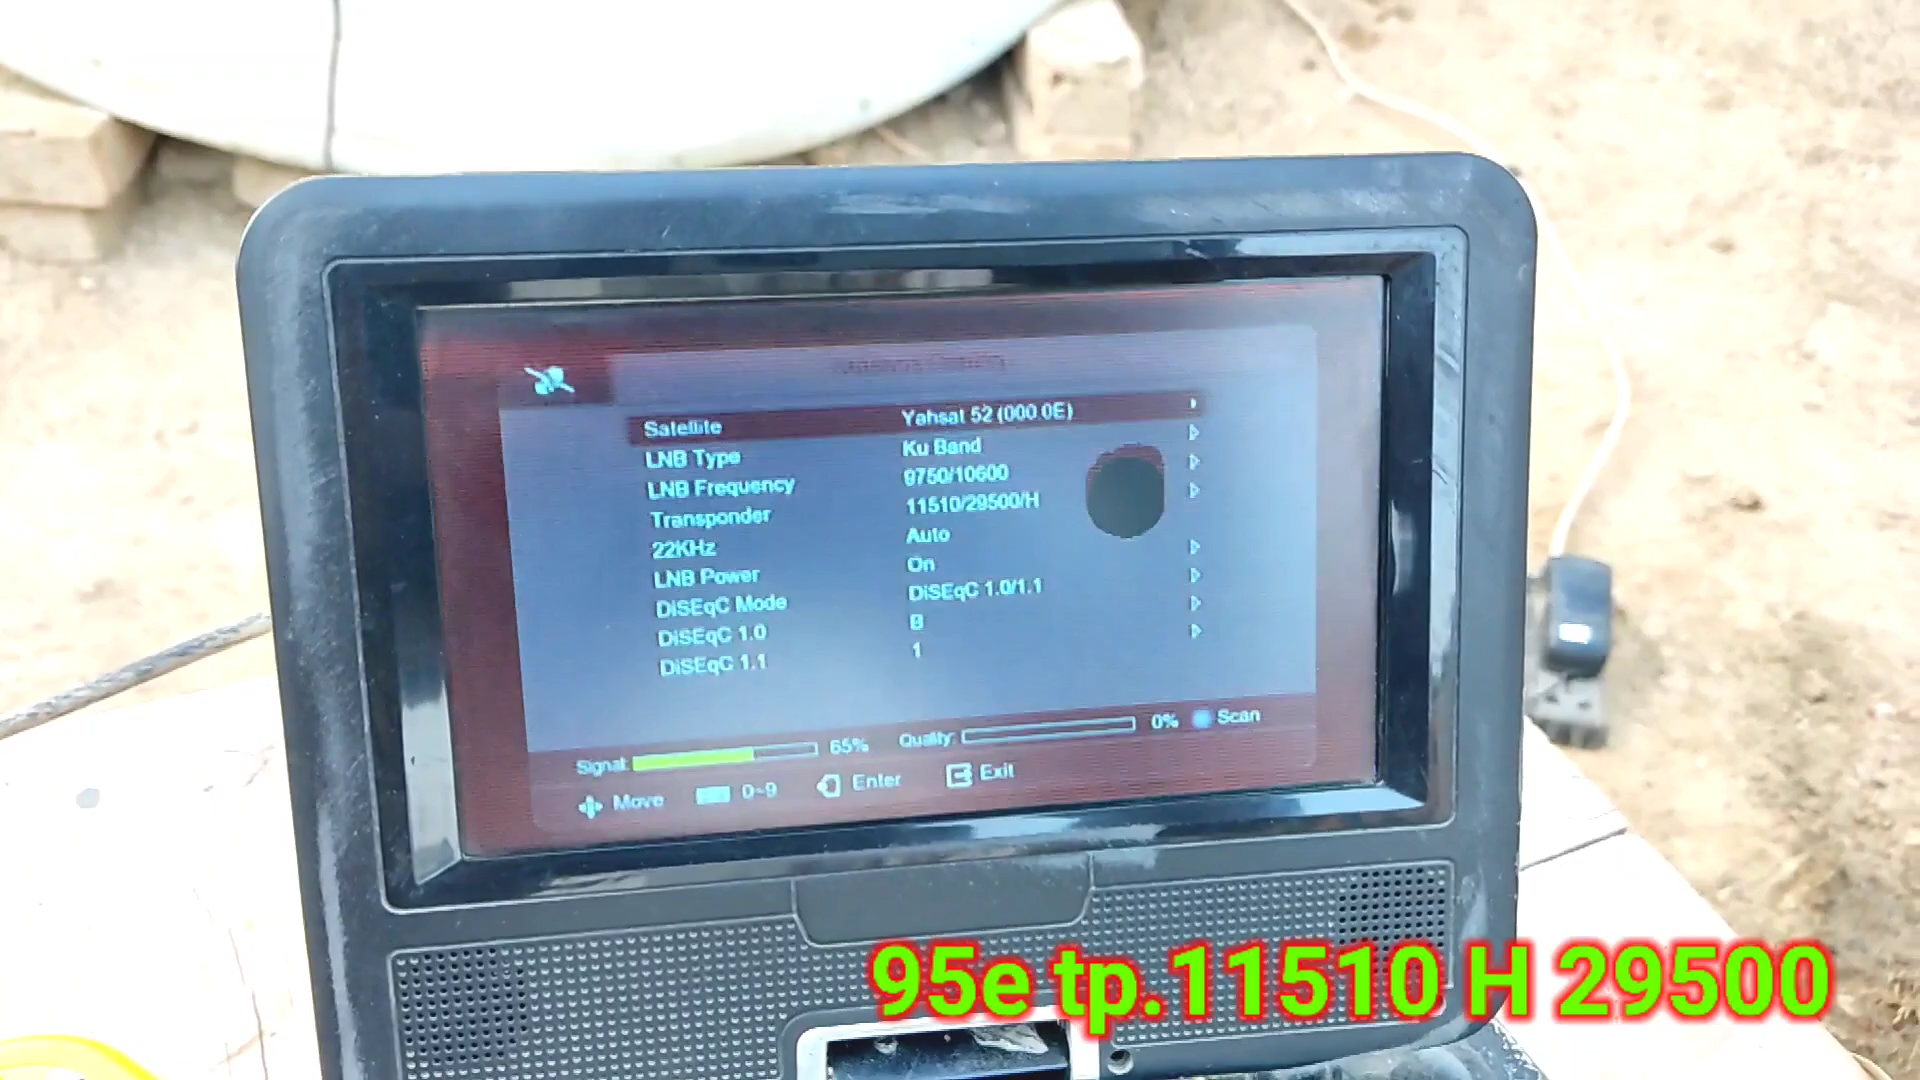 Satellite Yahsat 52 (000.0E)
LNB Type Ku Band
LNB Frequency 9750/10600
Transponder 11510/29500/H
22KHz Auto
LNB Power On
DiSEqC Mode DiSEqC 1.0/1.1
DiSEqC 1.0 B
DiSEqC 1.1 1
Signal: 65% Quality: 0% Scan
Move 0~9 Enter Exit
95e tp.11510 H 29500